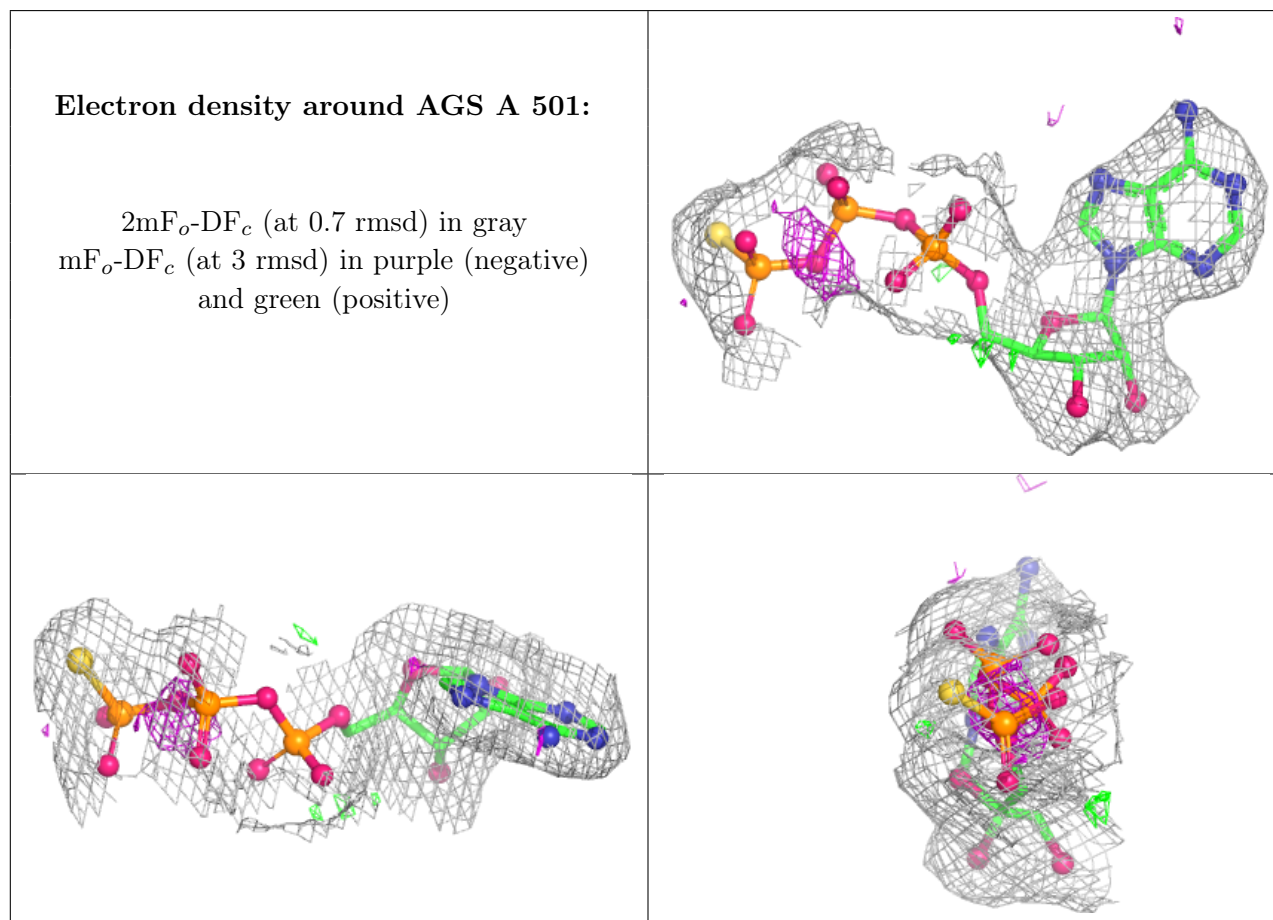 Electron density around AGS A 501:
2mFo-DFc (at 0.7 rmsd) in gray
mFo-DFc (at 3 rmsd) in purple (negative)
and green (positive)